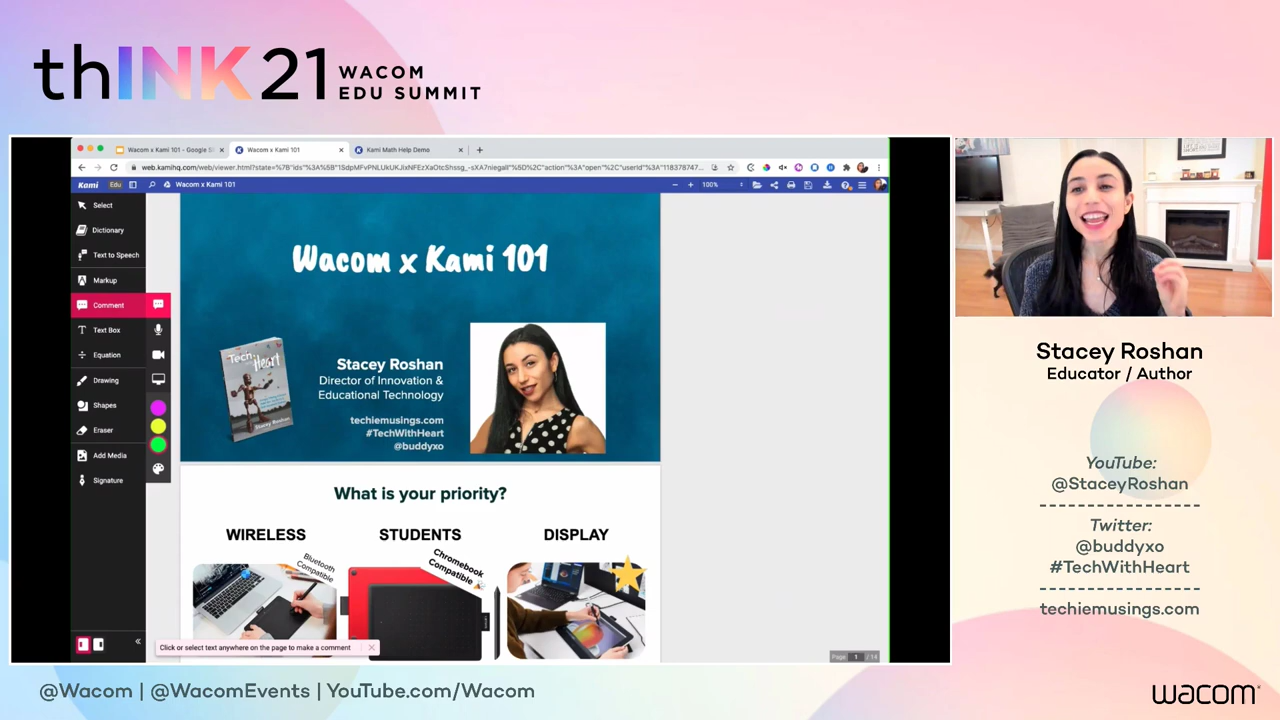 thINK21 WACOM
EDU SUMMIT
Wacom x Kami 101 - Google Sl
Wacom x Kami 101
Kami Math Help Demo
Kami
Edu
Wacom x Kami 101
100%
Select
Dictionary
Text to Speech
Markup
Comment
Text Box
Equation
Drawing
Shapes
Eraser
Add Media
Signature
Wacom x Kami 101
Tech
with
Heart
Stacey Roshan
Stacey Roshan
Director of Innovation &
Educational Technology
techiemusings.com
#TechWithHeart
@buddyxo
What is your priority?
WIRELESS
STUDENTS
DISPLAY
Bluetooth
Compatible
Chromebook
Compatible
Click or select text anywhere on the page to make a comment
Page 1 / 14
Stacey Roshan
Educator / Author
YouTube:
@StaceyRoshan
Twitter:
@buddyxo
#TechWithHeart
techiemusings.com
@Wacom | @WacomEvents | YouTube.com/Wacom
wacom